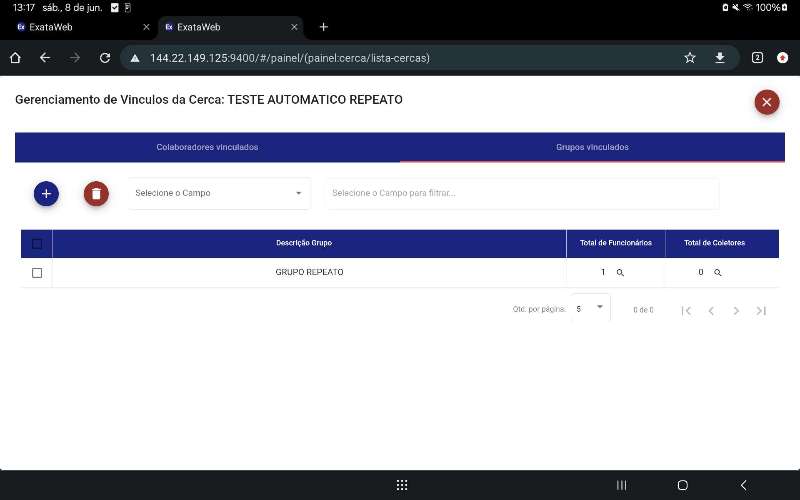 13:17 sáb., 8 de jun. 100%
ExataWeb ExataWeb
144.22.149.125:9400/#/painel/(painel:cerca/lista-cercas) 2
Gerenciamento de Vinculos da Cerca: TESTE AUTOMATICO REPEATO
Colaboradores vinculados Grupos vinculados
Selecione o Campo Selecione o Campo para filtrar...
Descrição Grupo Total de Funcionários Total de Coletores
GRUPO REPEATO 1 0
Qtd. por página: 5 0 de 0